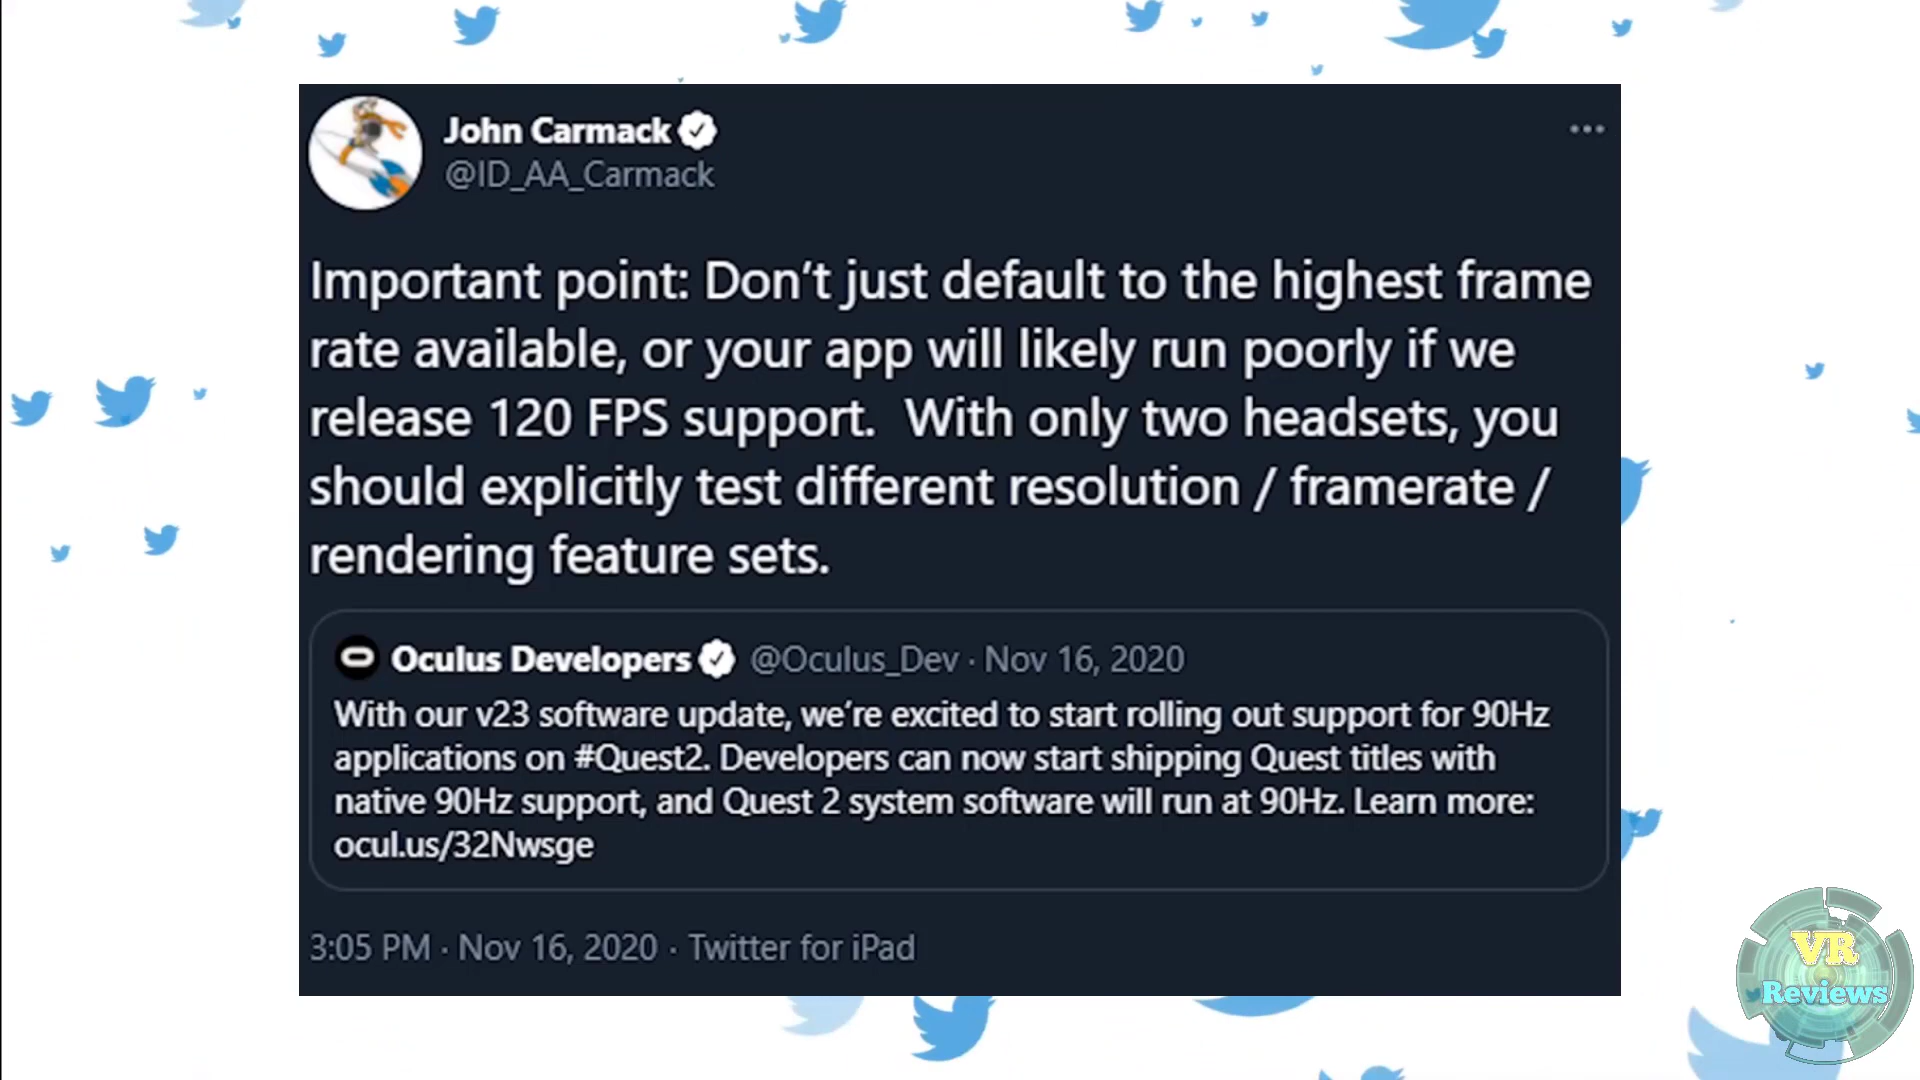 John Carmack
@ID_AA_Carmack
Important point: Don’t just default to the highest frame
rate available, or your app will likely run poorly if we
release 120 FPS support.  With only two headsets, you
should explicitly test different resolution / framerate /
rendering feature sets.
Oculus Developers @Oculus_Dev · Nov 16, 2020
With our v23 software update, we’re excited to start rolling out support for 90Hz
applications on #Quest2. Developers can now start shipping Quest titles with
native 90Hz support, and Quest 2 system software will run at 90Hz. Learn more:
ocul.us/32Nwsge
3:05 PM · Nov 16, 2020 · Twitter for iPad
VR
Reviews